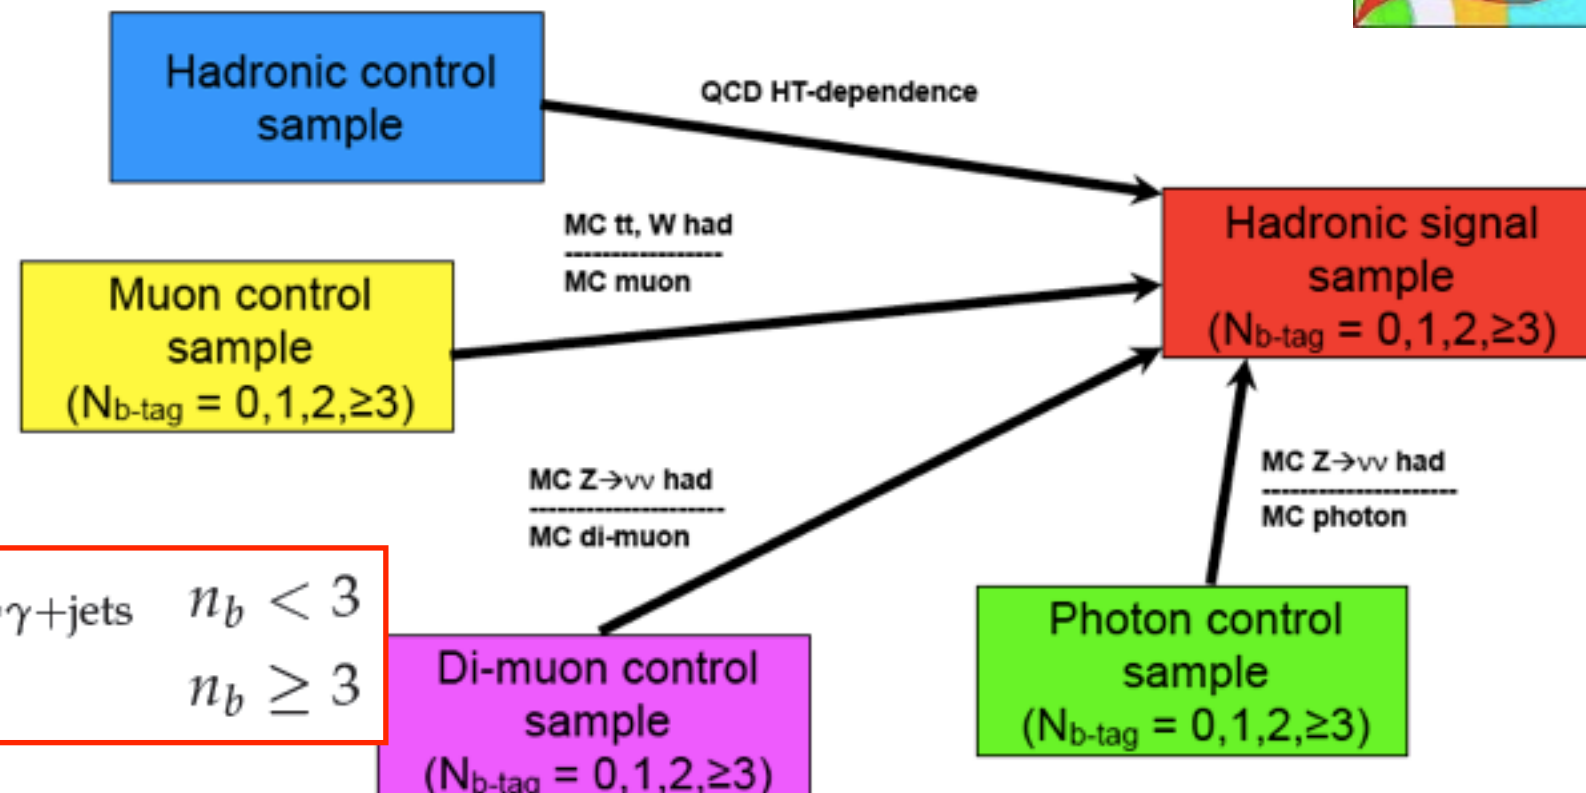 Hadronic control
sample
QCD HT-dependence
MC tt, W had
------------------
MC muon
Hadronic signal
sample
(Nb-tag = 0,1,2,≥3)
Muon control
sample
(Nb-tag = 0,1,2,≥3)
MC Z→νν had
----------------------
MC di-muon
MC Z→νν had
----------------------
MC photon
γ+jets n_b < 3
n_b ≥ 3
Di-muon control
sample
(Nb-tag = 0,1,2,≥3)
Photon control
sample
(Nb-tag = 0,1,2,≥3)